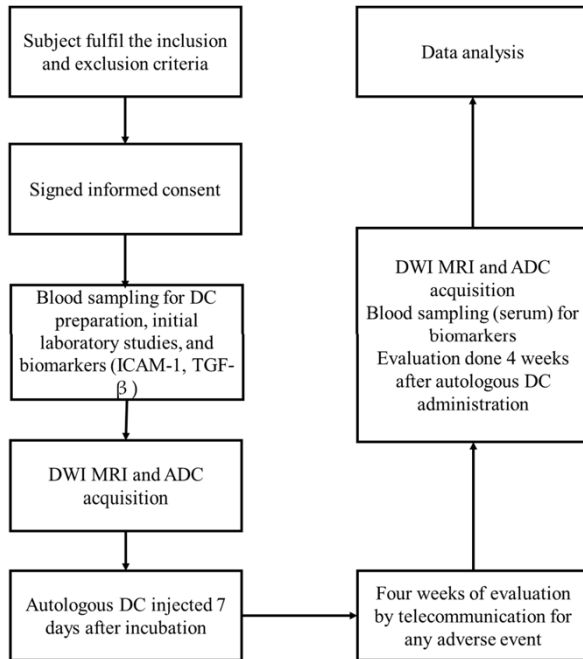 Subject fulfil the inclusion
and exclusion criteria
Signed informed consent
Blood sampling for DC
preparation, initial
laboratory studies, and
biomarkers (ICAM-1, TGF-
β)
DWI MRI and ADC
acquisition
Autologous DC injected 7
days after incubation
Four weeks of evaluation
by telecommunication for
any adverse event
DWI MRI and ADC
acquisition
Blood sampling (serum) for
biomarkers
Evaluation done 4 weeks
after autologous DC
administration
Data analysis